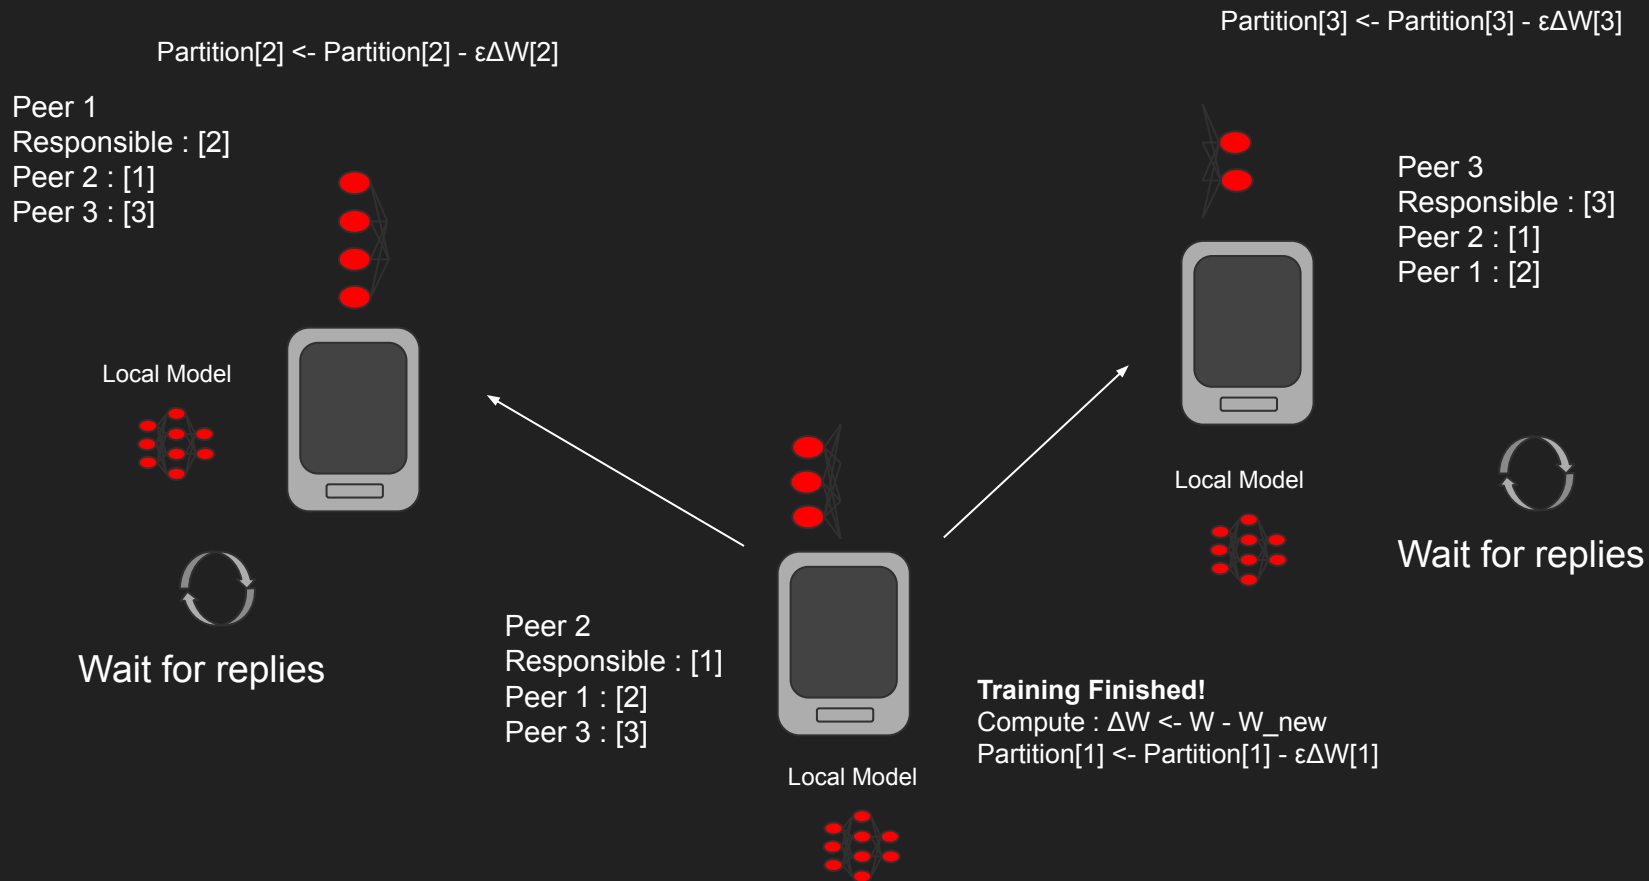 Partition[2] <- Partition[2] - εΔW[2]
Partition[3] <- Partition[3] - εΔW[3]
Peer 1
Responsible : [2]
Peer 2 : [1]
Peer 3 : [3]
Local Model
Wait for replies
Peer 3
Responsible : [3]
Peer 2 : [1]
Peer 1 : [2]
Local Model
Wait for replies
Peer 2
Responsible : [1]
Peer 1 : [2]
Peer 3 : [3]
Local Model
Training Finished!
Compute : ΔW <- W - W_new
Partition[1] <- Partition[1] - εΔW[1]